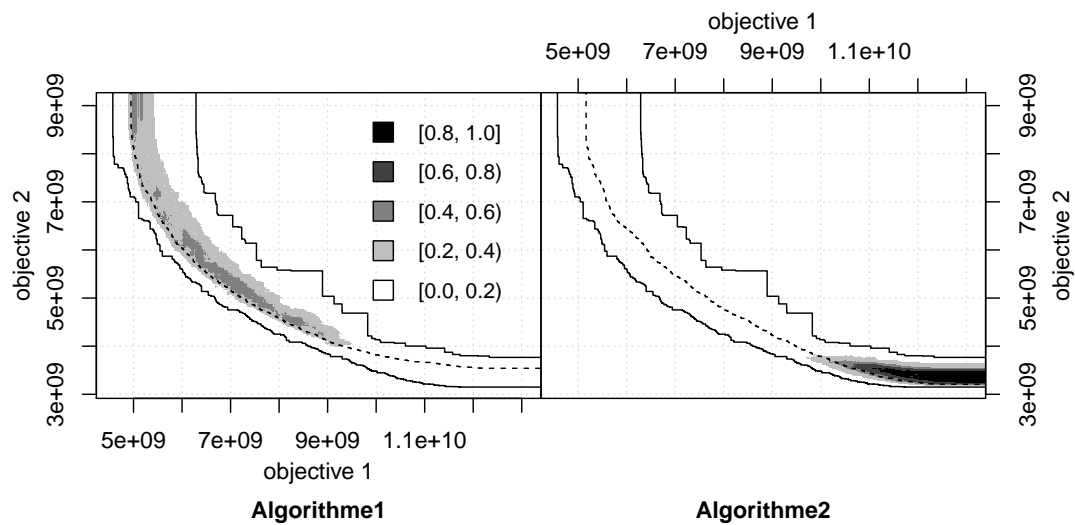 objective 1
5e+09 7e+09 9e+09 1.1e+10
objective 2
3e+09 5e+09 7e+09 9e+09
[0.8, 1.0]
[0.6, 0.8)
[0.4, 0.6)
[0.2, 0.4)
[0.0, 0.2)
3e+09 5e+09 7e+09 9e+09
objective 2
5e+09 7e+09 9e+09 1.1e+10
objective 1
Algorithme1
Algorithme2